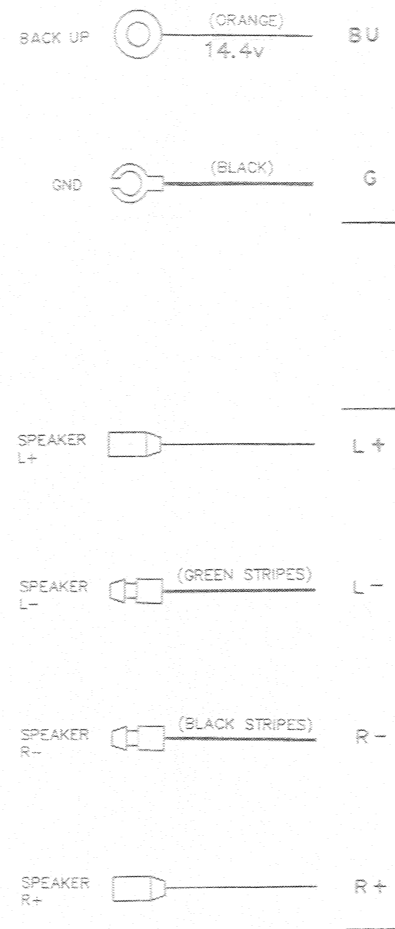 BACK UP (ORANGE) BU
14.4v
GND (BLACK) G
SPEAKER L+
L+
SPEAKER (GREEN STRIPES) L-
L-
SPEAKER (BLACK STRIPES) R-
R-
SPEAKER R+
R+